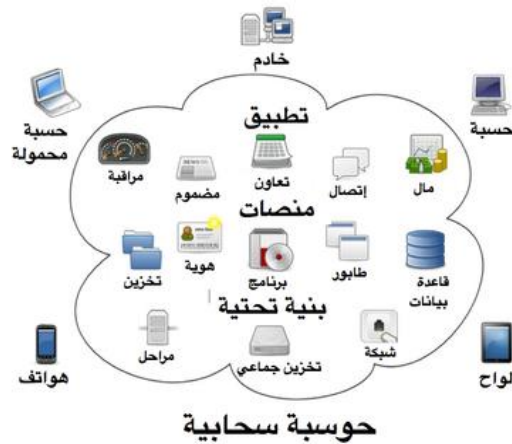 خادم
حسبة
حسبة
محمولة
تطبيق
مال
إتصال
تعاون
مضموم
مراقبة
منصات
قاعدة
بيانات
طابور
برنامج
هوية
تخزين
بنية تحتية
شبكة
تخزين جماعي
مراحل
لواح
هواتف
حوسبة سحابية